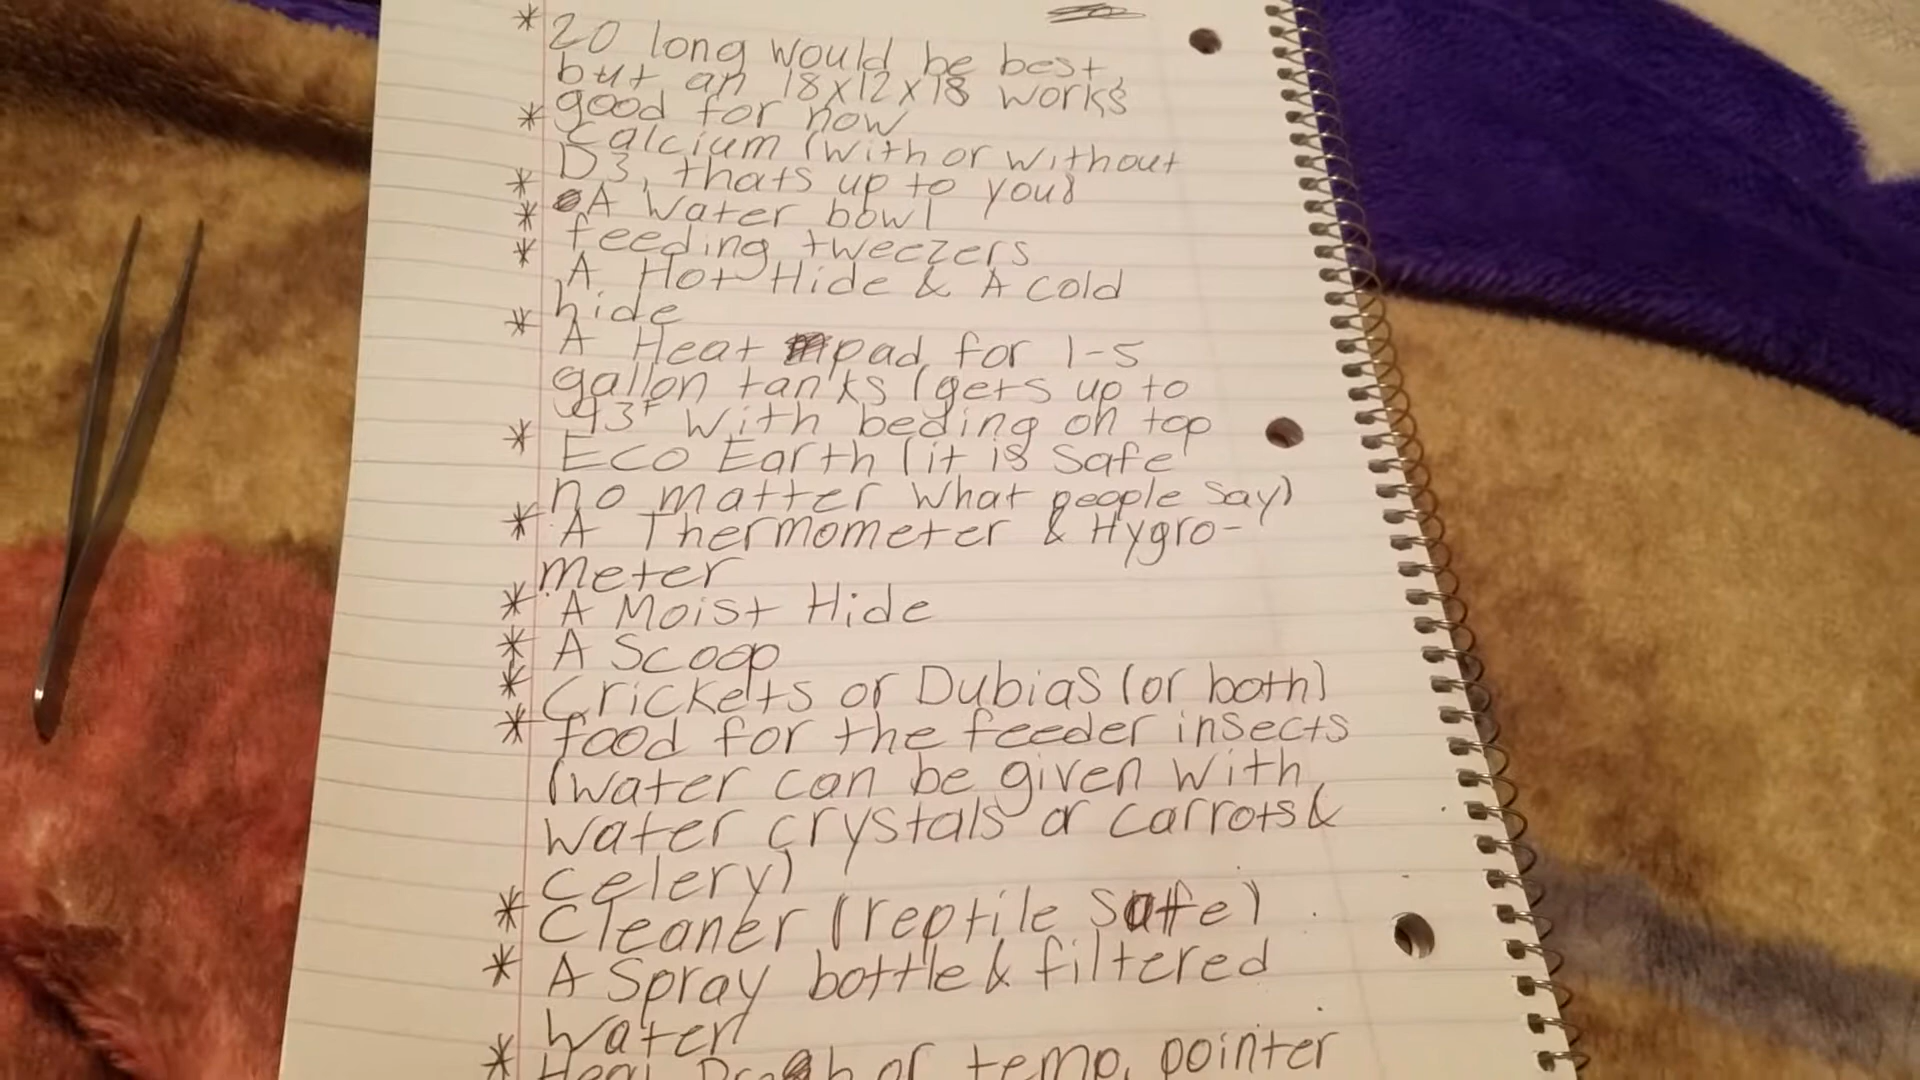 * 20 long would be best
but an 18x12x18 works
good for now
* Calcium (with or without
D3, thats up to you)
* A Water bowl
* feeding tweezers
* A Hot Hide & A cold
hide
* A Heat pad for 1-5
gallon tanks (gets up to
93° with beding on top
* Eco Earth (it is safe
no matter what people say)
* A Thermometer & Hygro-
meter
* A Moist Hide
* A Scoop
* Crickets or Dubias (or both)
* food for the feeder insects
(water can be given with
water crystals or carrots &
celery)
* Cleaner (reptile safe)
* A Spray bottle & filtered
water
* or temp. pointer